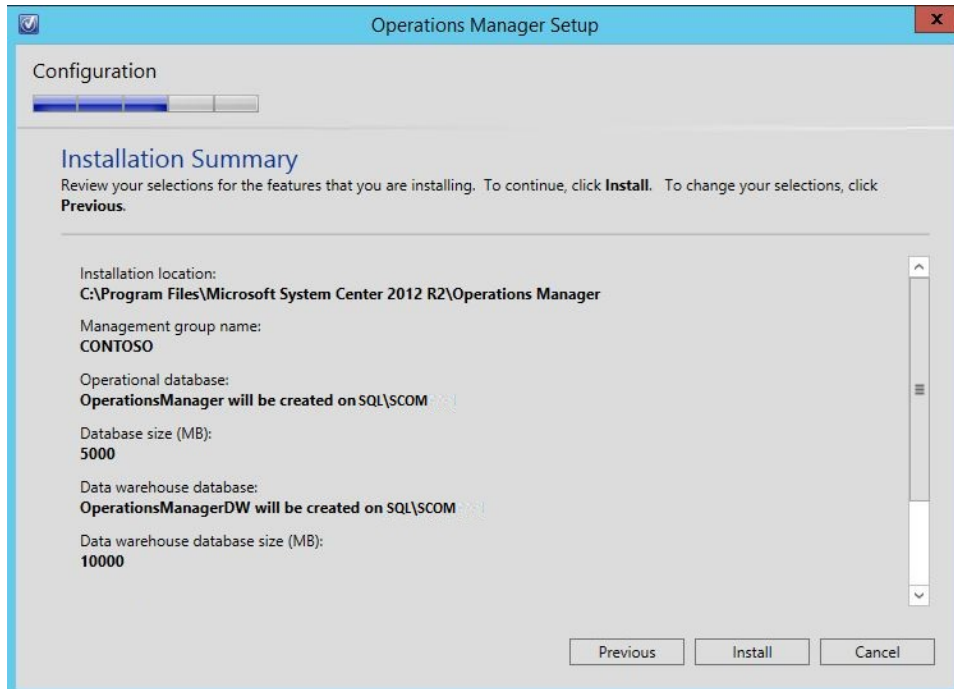 Operations Manager Setup
x
Configuration
Installation Summary
Review your selections for the features that you are installing. To continue, click Install. To change your selections, click
Previous.
Installation location:
C:\Program Files\Microsoft System Center 2012 R2\Operations Manager
Management group name:
CONTOSO
Operational database:
OperationsManager will be created on SQL\SCOM
Database size (MB):
5000
Data warehouse database:
OperationsManagerDW will be created on SQL\SCOM
Data warehouse database size (MB):
10000
Previous Install Cancel